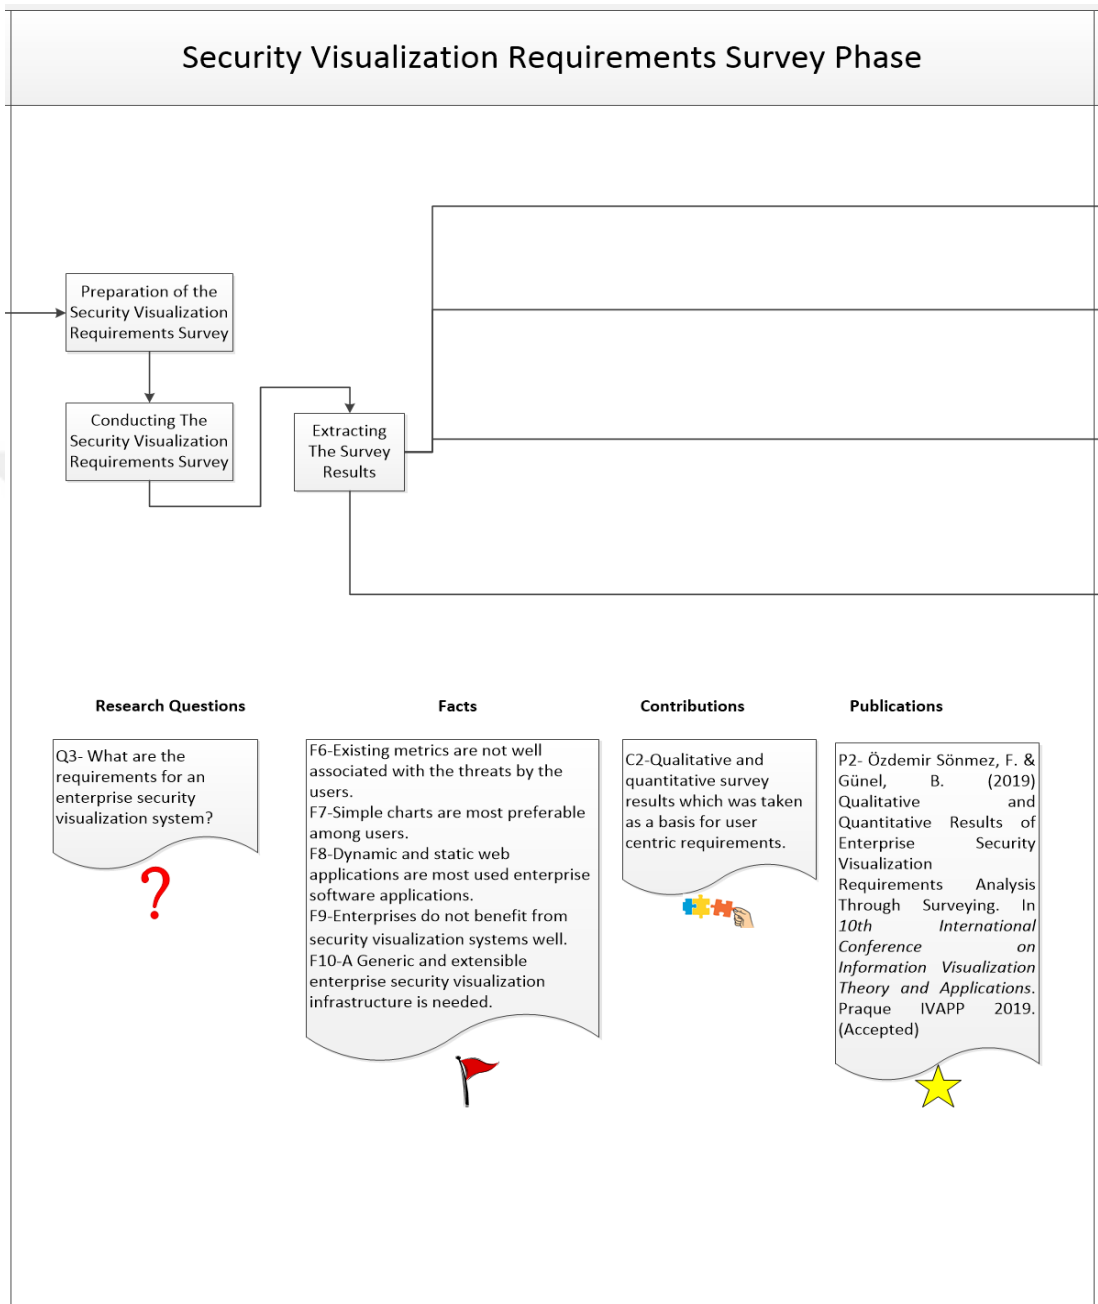 Security Visualization Requirements Survey Phase
Preparation of the
Security Visualization
Requirements Survey
Conducting The
Security Visualization
Requirements Survey
Extracting
The Survey
Results
Research Questions
Q3- What are the
requirements for an
enterprise security
visualization system?
?
Facts
F6-Existing metrics are not well
associated with the threats by the
users.
F7-Simple charts are most preferable
among users.
F8-Dynamic and static web
applications are most used enterprise
software applications.
F9-Enterprises do not benefit from
security visualization systems well.
F10-A Generic and extensible
enterprise security visualization
infrastructure is needed.
Contributions
C2-Qualitative and
quantitative survey
results which was taken
as a basis for user
centric requirements.
Publications
P2- Özdemir Sönmez, F. &
Günel, B. (2019)
Qualitative and
Quantitative Results of
Enterprise Security
Visualization
Requirements Analysis
Through Surveying. In
10th International
Conference on
Information Visualization
Theory and Applications.
Praque IVAPP 2019.
(Accepted)